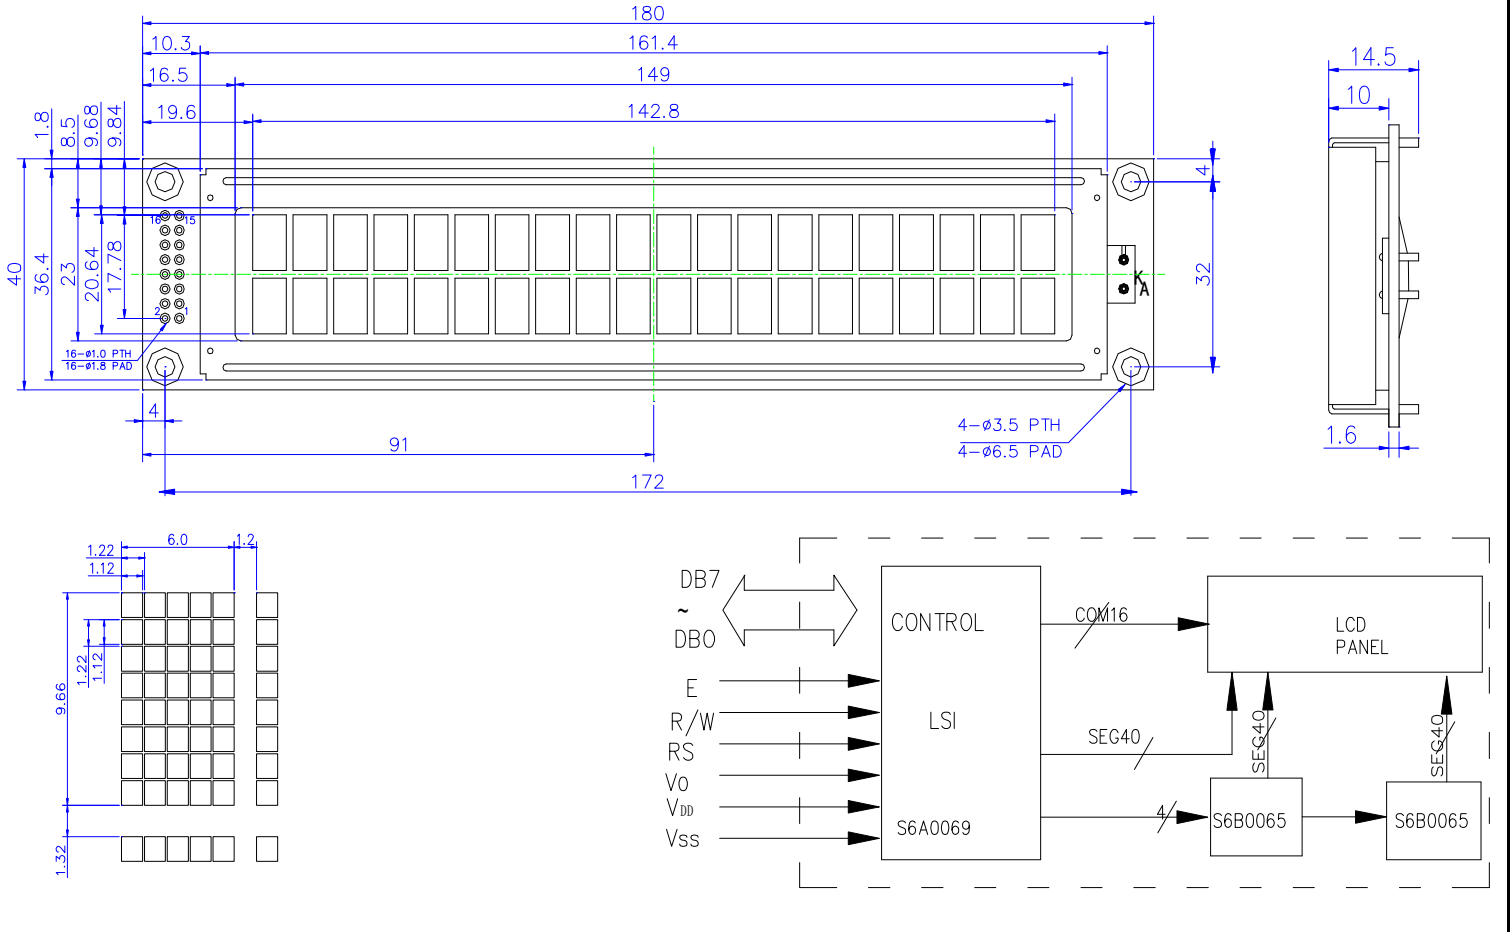 180
10.3
161.4
14.5
16.5
149
10
19.6
142.8
1.8
8.5
9.68
9.84
4
16
15
40
36.4
23
20.64
17.78
32
K
A
2
1
16-ø1.0 PTH
16-ø1.8 PAD
4
4-ø3.5 PTH
4-ø6.5 PAD
1.6
91
172
6.0
1.2
1.22
1.12
1.22
1.12
9.66
1.32
DB7
~
DB0
CONTROL
COM16
LCD
PANEL
E
R/W
LSI
RS
SEG40
SEG40
SEG40
V0
VDD
4
Vss
S6A0069
S6B0065
S6B0065